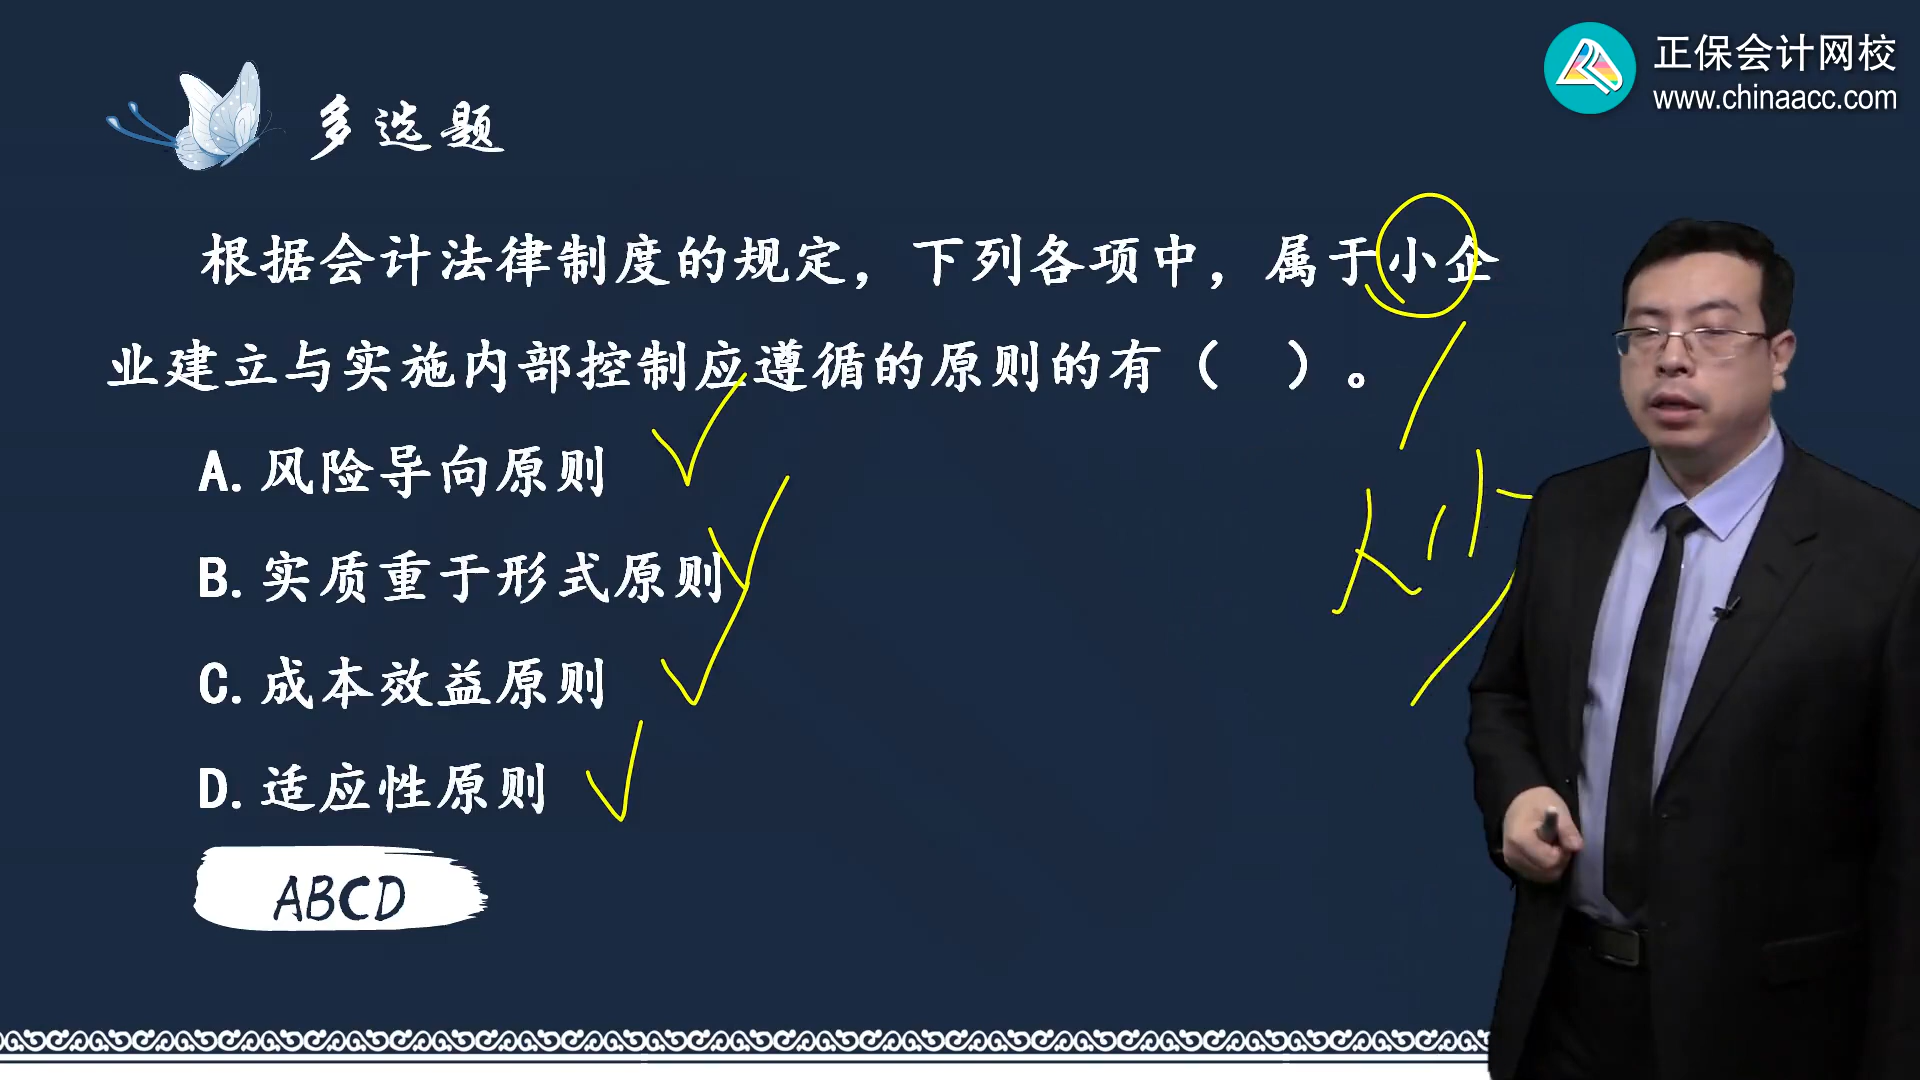 正保会计网校
www.chinaacc.com
多选题
根据会计法律制度的规定，下列各项中，属于小企
业建立与实施内部控制应遵循的原则的有（ ）。
A.风险导向原则
B.实质重于形式原则
C.成本效益原则
D.适应性原则
ABCD